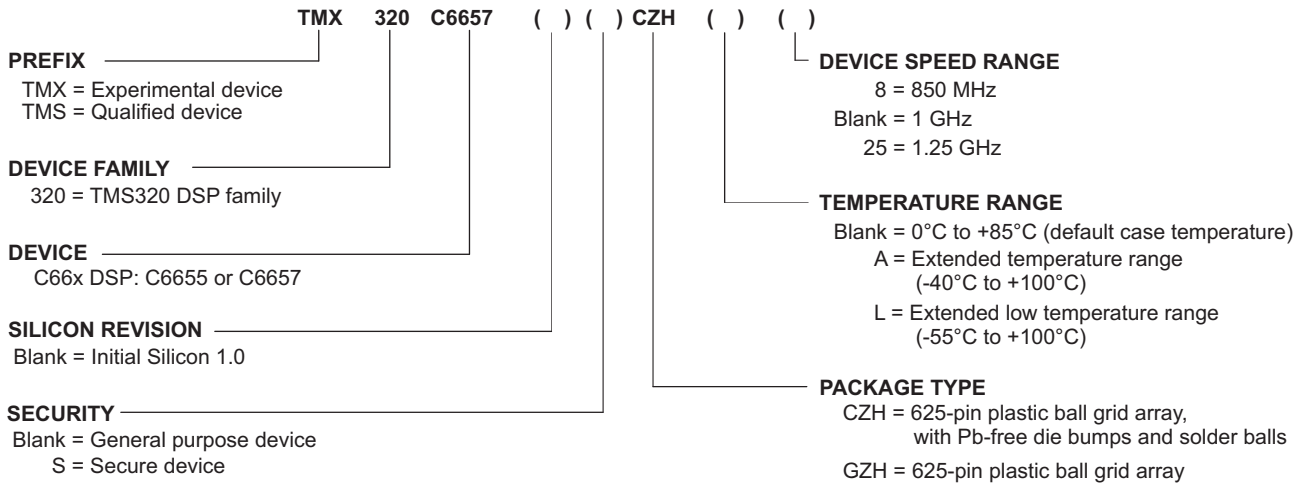 TMX 320 C6657 ( ) ( ) CZH ( ) ( )
PREFIX
TMX = Experimental device
TMS = Qualified device
DEVICE FAMILY
320 = TMS320 DSP family
DEVICE
C66x DSP: C6655 or C6657
SILICON REVISION
Blank = Initial Silicon 1.0
SECURITY
Blank = General purpose device
S = Secure device
DEVICE SPEED RANGE
8 = 850 MHz
Blank = 1 GHz
25 = 1.25 GHz
TEMPERATURE RANGE
Blank = 0°C to +85°C (default case temperature)
A = Extended temperature range
(-40°C to +100°C)
L = Extended low temperature range
(-55°C to +100°C)
PACKAGE TYPE
CZH = 625-pin plastic ball grid array,
with Pb-free die bumps and solder balls
GZH = 625-pin plastic ball grid array